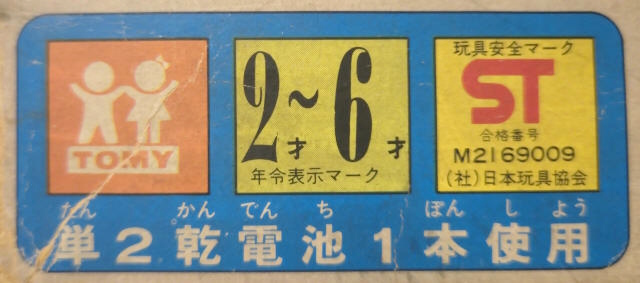 TOMY
2才~6才
年令表示マーク
玩具安全マーク
ST
合格番号
M2169009
(社)日本玩具協会
たん かん でん ち ぽん し よう
単2乾電池1本使用